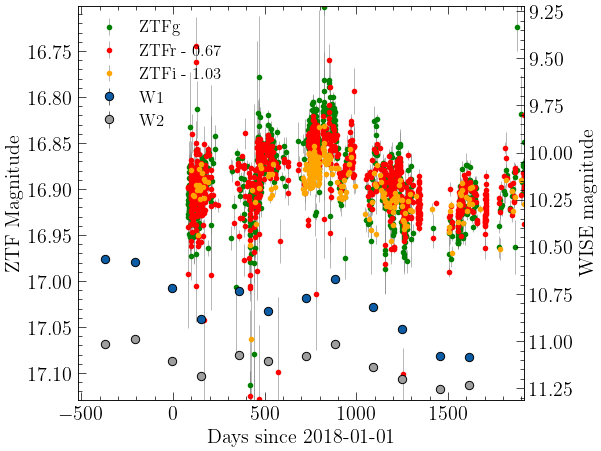 ZTFg
ZTFr - 0.67
ZTFi - 1.03
W1
W2
ZTF Magnitude
16.75
16.80
16.85
16.90
16.95
17.00
17.05
17.10
9.25
9.50
9.75
10.00
10.25
10.50
10.75
11.00
11.25
WISE magnitude
−500
0
500
1000
1500
Days since 2018-01-01